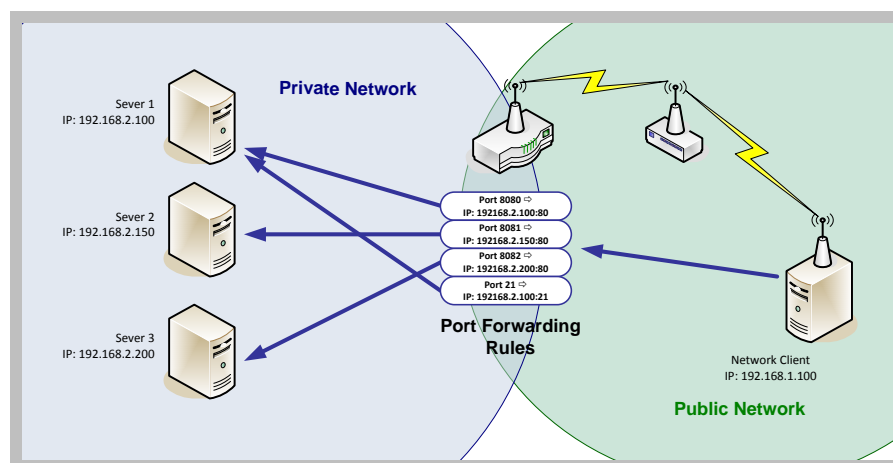 Private Network
Sever 1
IP: 192.168.2.100
Sever 2
IP: 192.168.2.150
Sever 3
IP: 192.168.2.200
Port 8080 ⇨
IP: 192168.2.100:80
Port 8081 ⇨
IP: 192168.2.150:80
Port 8082 ⇨
IP: 192168.2.200:80
Port 21 ⇨
IP: 192168.2.100:21
Port Forwarding
Rules
Network Client
IP: 192.168.1.100
Public Network